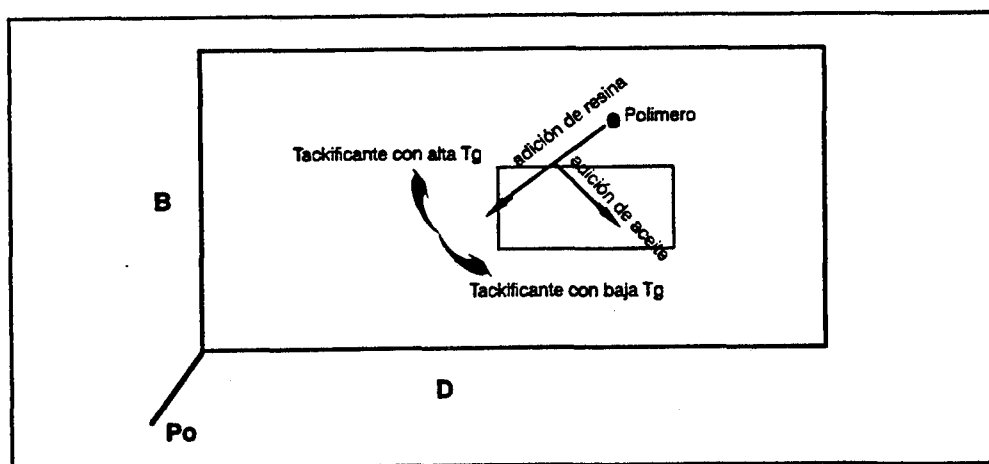 adición de resina
Polimero
Tackificante con alta Tg
adición de aceite
B
Tackificante con baja Tg
D
Po